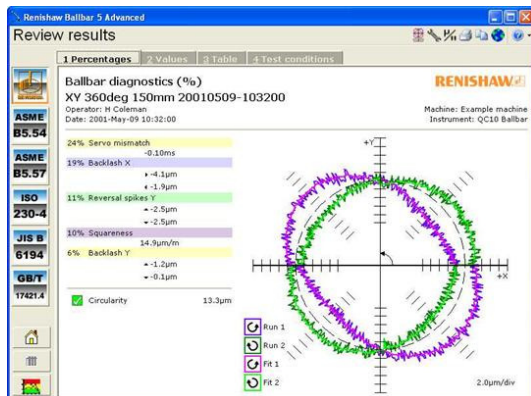 Renishaw Ballbar 5 Advanced
Review results
1 Percentages 2 Values 3 Table 4 Test conditions
Ballbar diagnostics (%)
RENISHAW
XY 360deg 150mm 20010509-103200
Operator: H Coleman
Machine: Example machine
Date: 2001-May-09 10:32:00
Instrument: QC10 Ballbar
ASME
B5.54
ASME
B5.57
ISO
230-4
JIS B
6194
GB/T
17421.4
24% Servo mismatch
-0.10ms
19% Backlash X
-4.1µm
-1.9µm
11% Reversal spikes Y
-2.5µm
-2.5µm
10% Squareness
14.9µm/m
6% Backlash Y
-1.2µm
-0.1µm
Circularity 13.3µm
+Y
+X
Run 1
Run 2
Fit 1
Fit 2
2.0µm/div